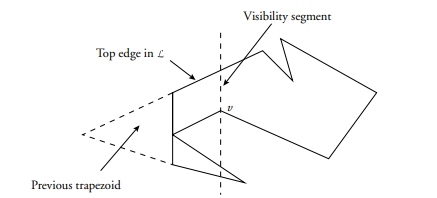 Visibility segment
Top edge in ℒ
v
Previous trapezoid